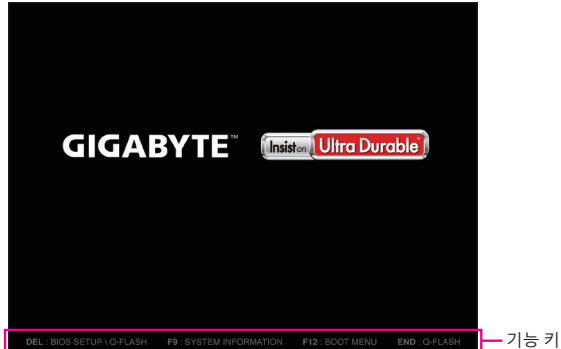 GIGABYTE™ Insist on Ultra Durable™
DEL : BIOS SETUP \ Q-FLASH F9 : SYSTEM INFORMATION F12 : BOOT MENU END : Q-FLASH 기능 키